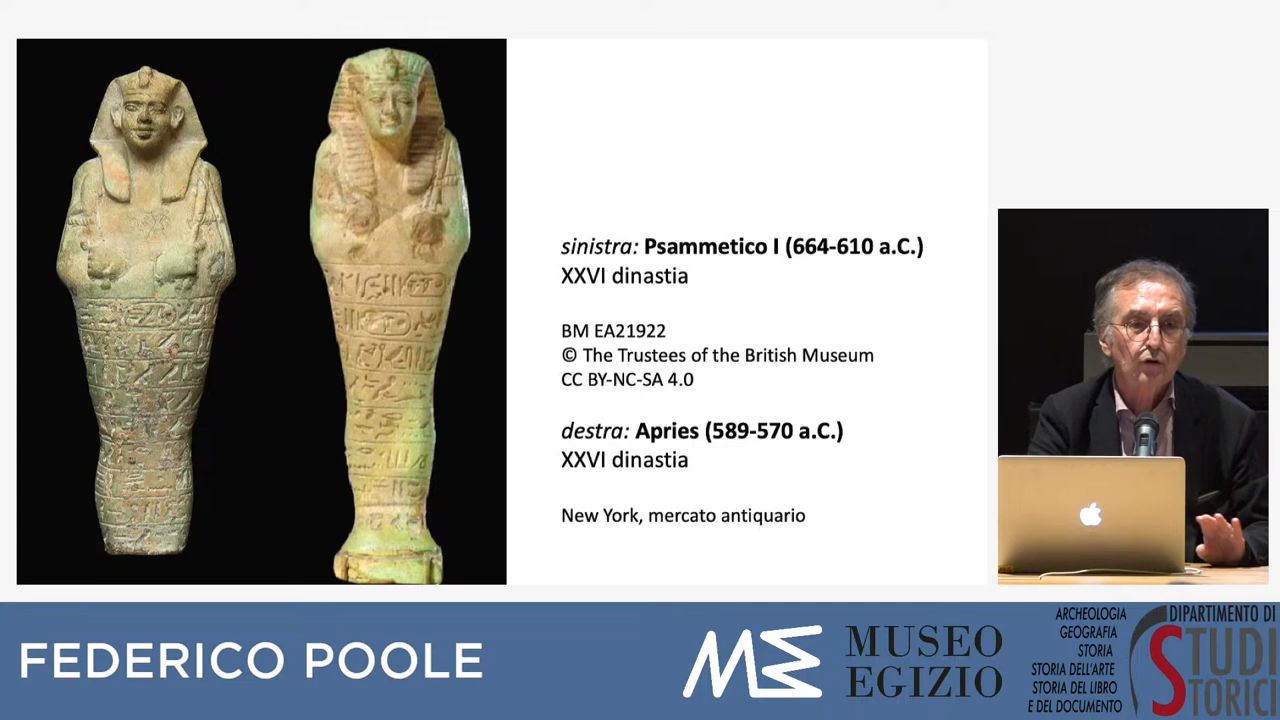 sinistra: Psammetico I (664-610 a.C.)
XXVI dinastia
BM EA21922
© The Trustees of the British Museum
CC BY-NC-SA 4.0
destra: Apries (589-570 a.C.)
XXVI dinastia
New York, mercato antiquario
FEDERICO POOLE
ME
MUSEO
EGIZIO
ARCHEOLOGIA
GEOGRAFIA
STORIA
STORIA DELL'ARTE
STORIA DEL LIBRO
E DEL DOCUMENTO
DIPARTIMENTO DI
STUDI
STORICI